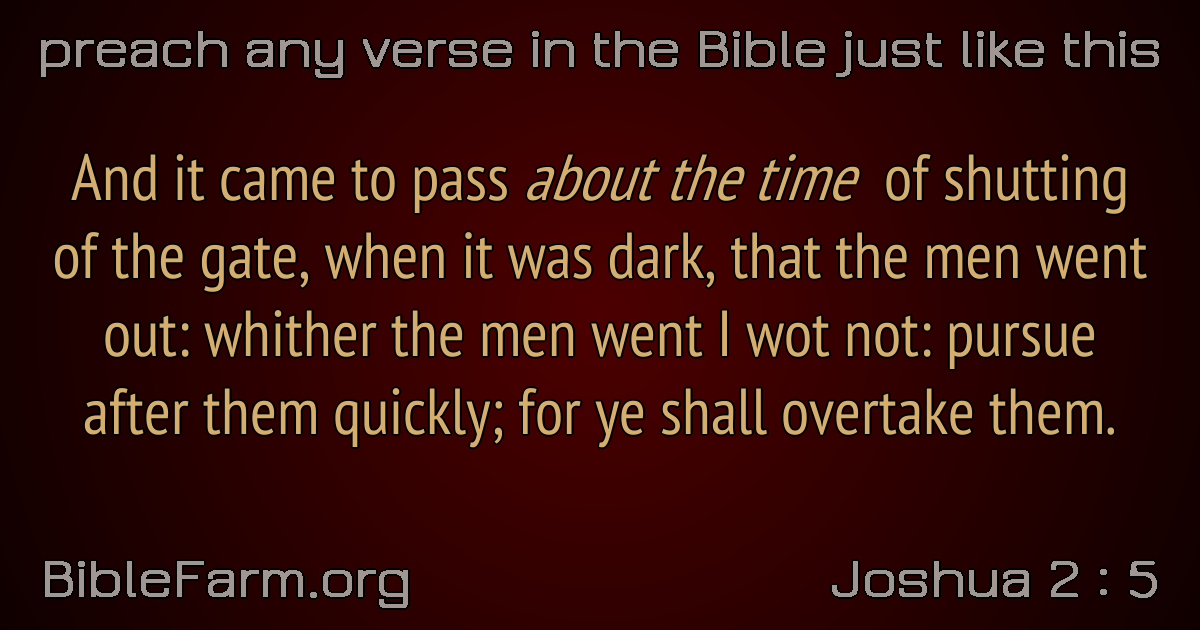 preach any verse in the Bible just like this
And it came to pass about the time of shutting
of the gate, when it was dark, that the men went
out: whither the men went I wot not: pursue
after them quickly; for ye shall overtake them.
BibleFarm.org
Joshua 2 : 5